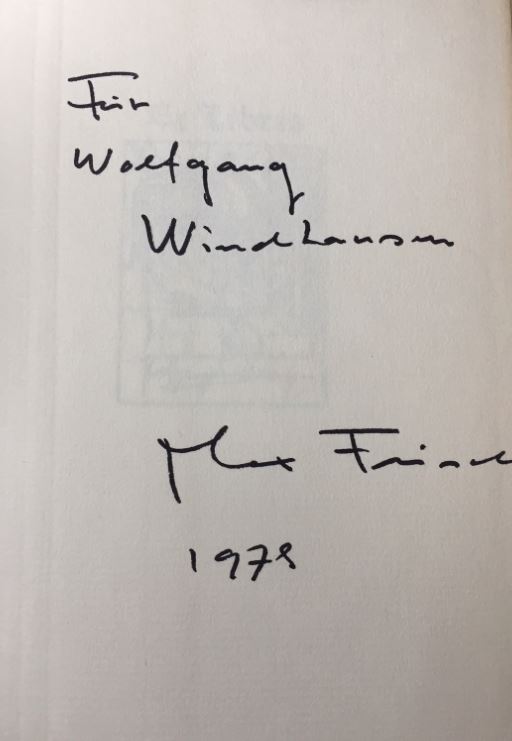 Für
Wolfgang
Windhausen
Max Frisch
1978